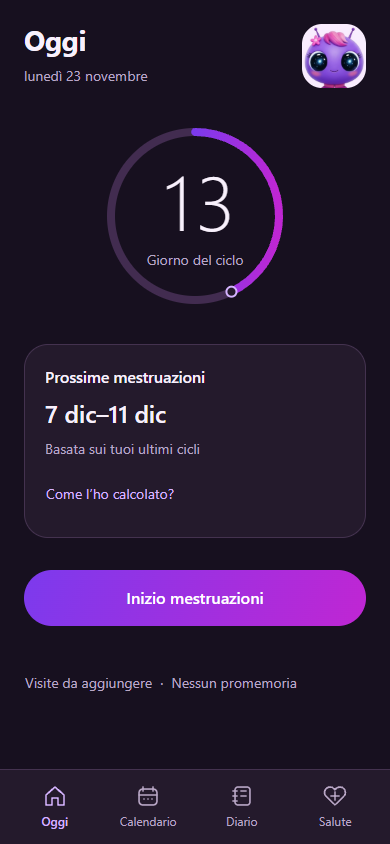 Oggi
lunedì 23 novembre
13
Giorno del ciclo
Prossime mestruazioni
7 dic–11 dic
Basata sui tuoi ultimi cicli
Come l’ho calcolato?
Inizio mestruazioni
Visite da aggiungere · Nessun promemoria
Oggi
Calendario
Diario
Salute